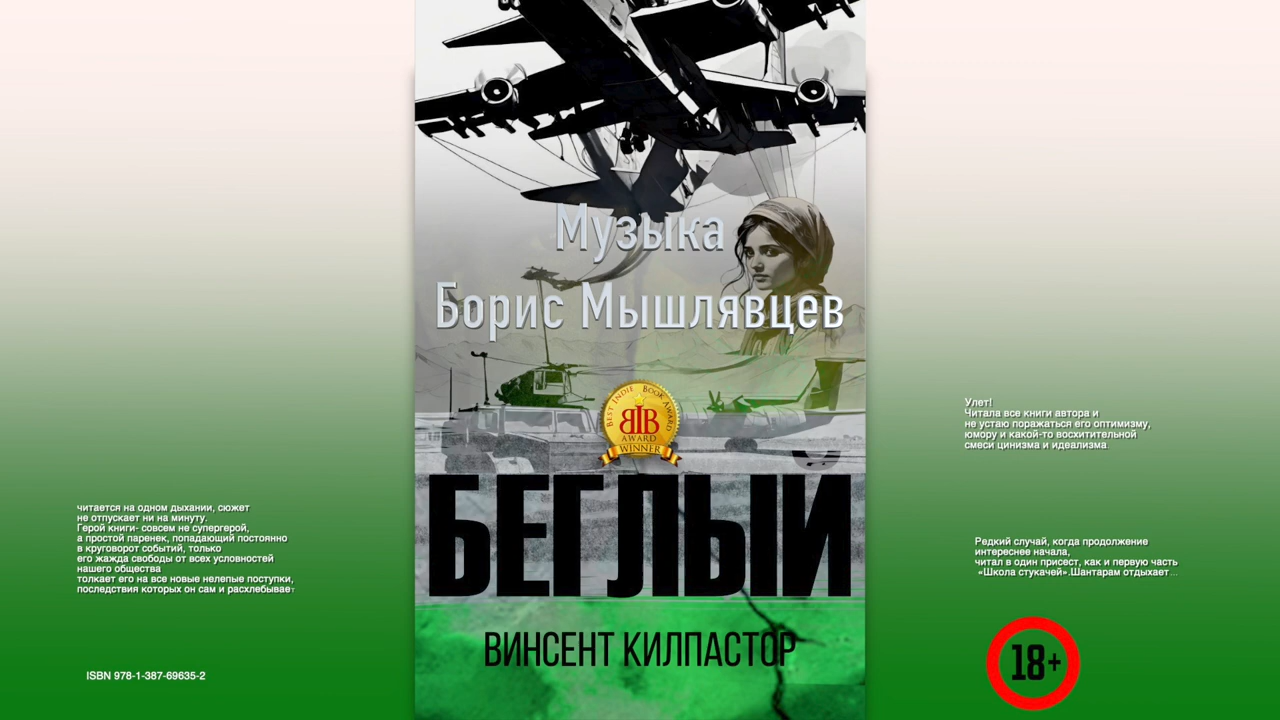 Музыка
Борис Мышлявцев
BEST INDIE BOOK AWARD
BIB
AWARD
WINNER
БЕГЛЫЙ
ВИНСЕНТ КИЛПАСТОР
читается на одном дыхании, сюжет
не отпускает ни на минуту.
Герой книги- совсем не супергерой,
а простой паренек, попадающий постоянно
в круговорот событий, только
его жажда свободы от всех условностей
нашего общества
толкает его на все новые нелепые поступки,
последствия которых он сам и расхлебывает
ISBN 978-1-387-69635-2
Улет!
Читала все книги автора и
не устаю поражаться его оптимизму,
юмору и какой-то восхитительной
смеси цинизма и идеализма.
Редкий случай, когда продолжение
интереснее начала,
читал в один присест, как и первую часть
«Школа стукачей».Шантарам отдыхает...
18+